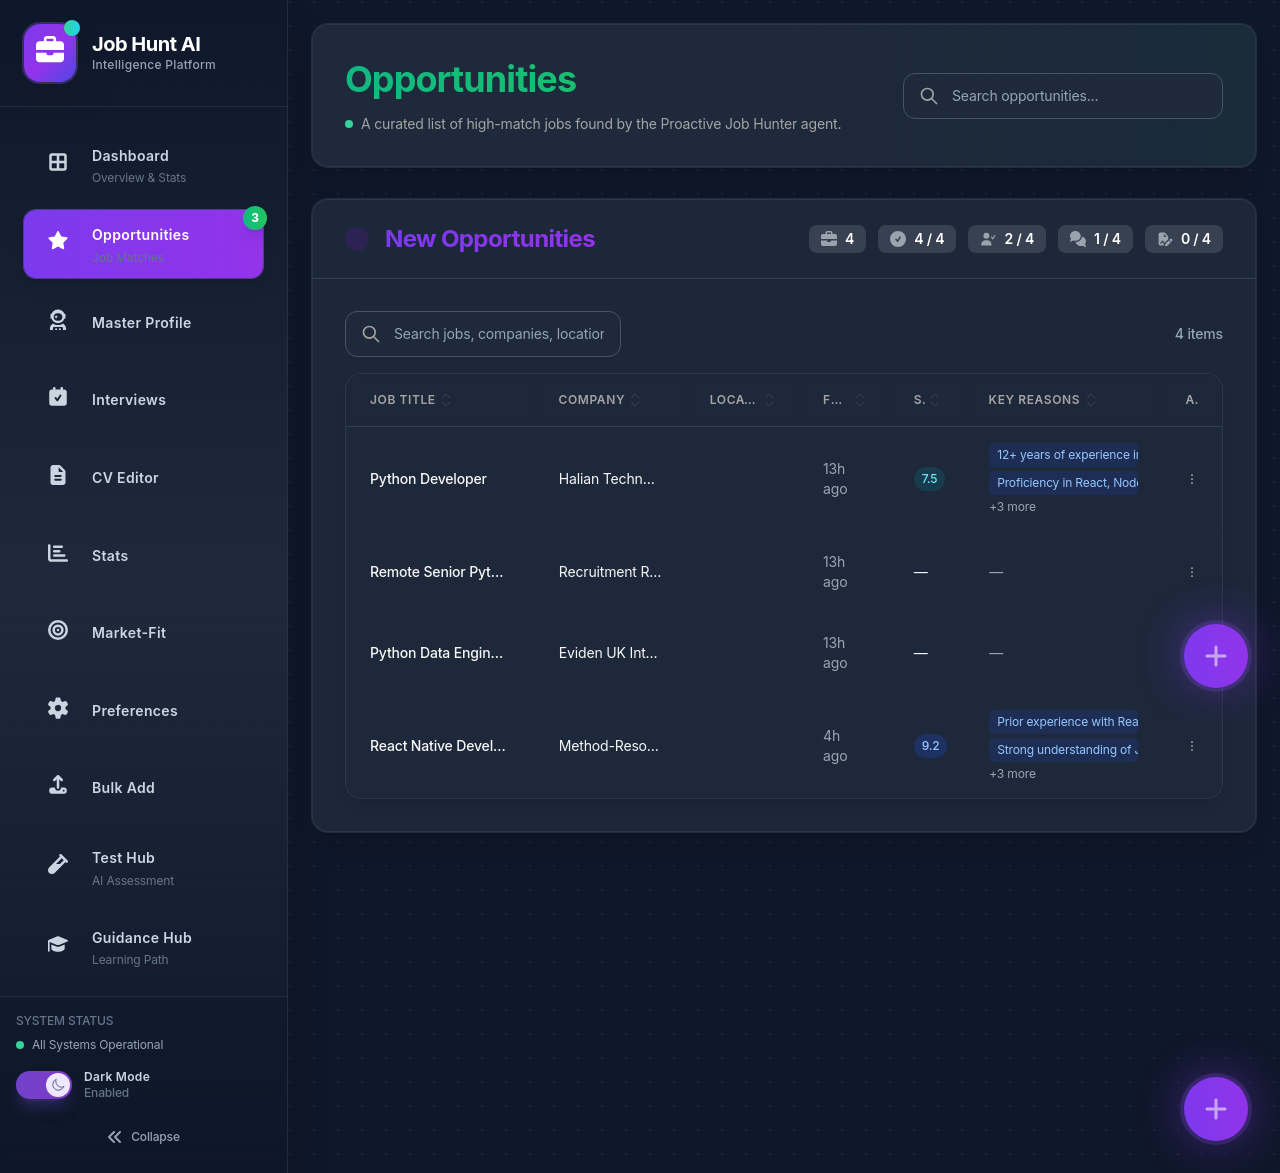 Job Hunt AI
Intelligence Platform
Dashboard
Overview & Stats
Opportunities
3
Job Matches
Master Profile
Interviews
CV Editor
Stats
Market-Fit
Preferences
Bulk Add
Test Hub
AI Assessment
Guidance Hub
Learning Path
SYSTEM STATUS
All Systems Operational
Dark Mode
Enabled
Collapse
Opportunities
A curated list of high-match jobs found by the Proactive Job Hunter agent.
Search opportunities...
New Opportunities
4 4 / 4 2 / 4 1 / 4 0 / 4
Search jobs, companies, location
4 items
JOB TITLE COMPANY LOCA... F... S. KEY REASONS A.
Python Developer Halian Techn... 13h ago 7.5
12+ years of experience in
Proficiency in React, Node
+3 more
Remote Senior Pyt... Recruitment R... 13h ago — —
Python Data Engin... Eviden UK Int... 13h ago — —
React Native Devel... Method-Reso... 4h ago 9.2
Prior experience with Rea
Strong understanding of J
+3 more